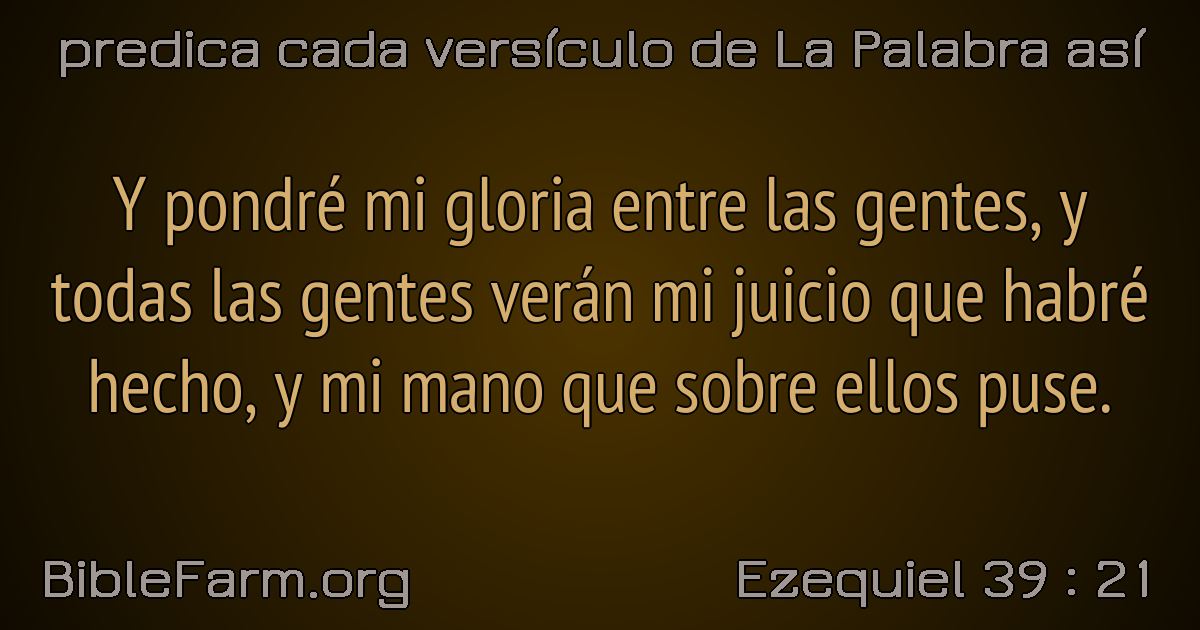 predica cada versículo de La Palabra así
Y pondré mi gloria entre las gentes, y
todas las gentes verán mi juicio que habré
hecho, y mi mano que sobre ellos puse.
BibleFarm.org
Ezequiel 39 : 21